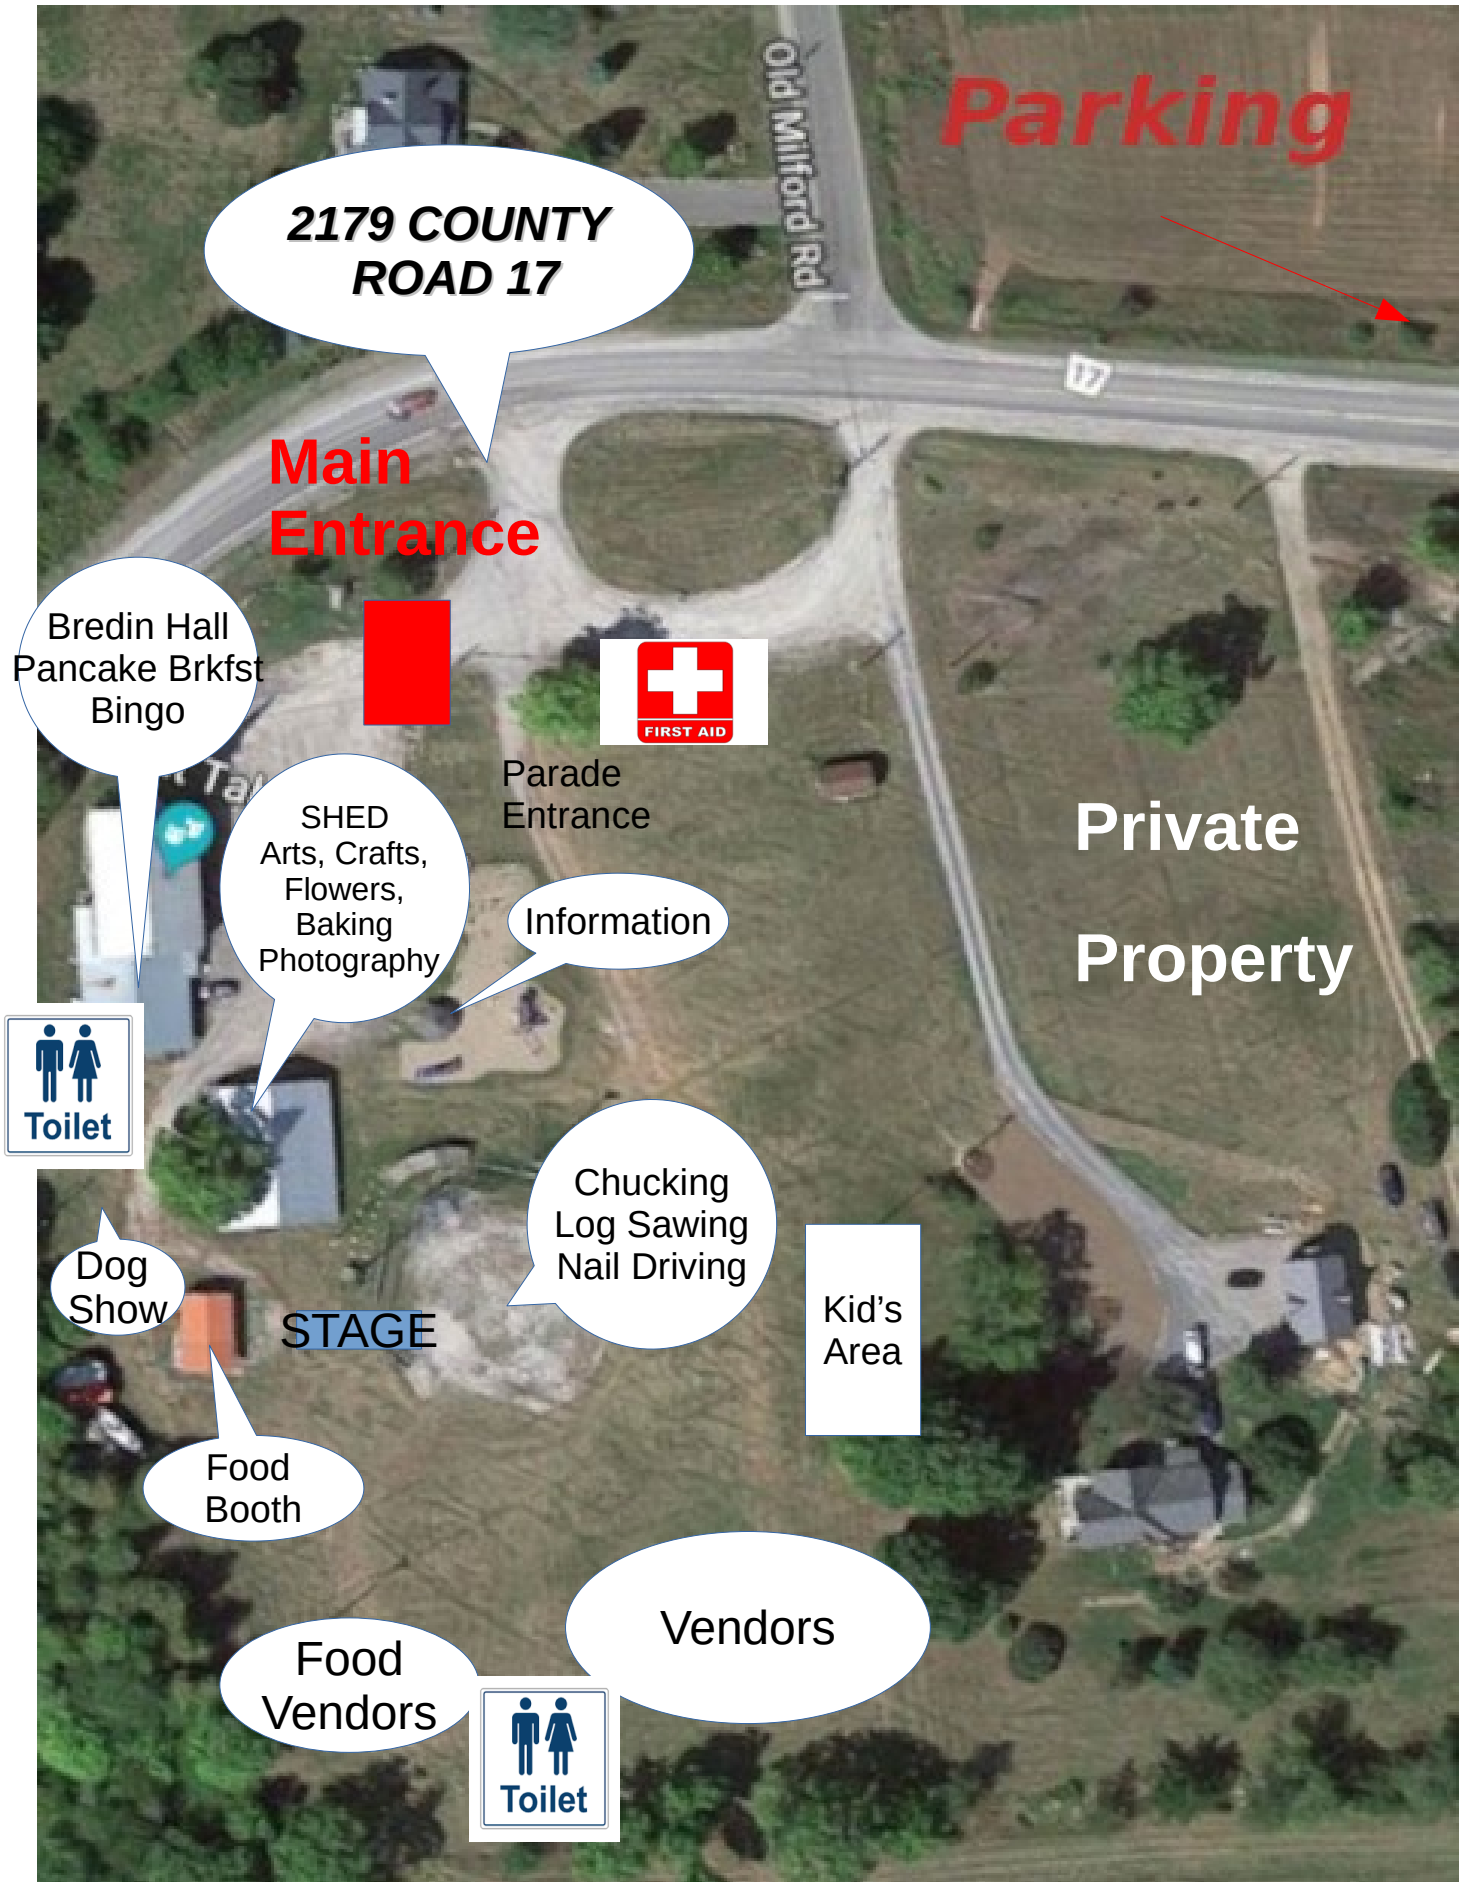 Old Milford Rd
Parking
2179 COUNTY
ROAD 17
17
Main
Entrance
Bredin Hall
Pancake Brkfst
Bingo
FIRST AID
Parade
Entrance
SHED
Arts, Crafts,
Flowers,
Baking
Photography
Private
Property
Information
Toilet
Chucking
Log Sawing
Nail Driving
Dog
Show
STAGE
Kid’s
Area
Food
Booth
Vendors
Food
Vendors
Toilet